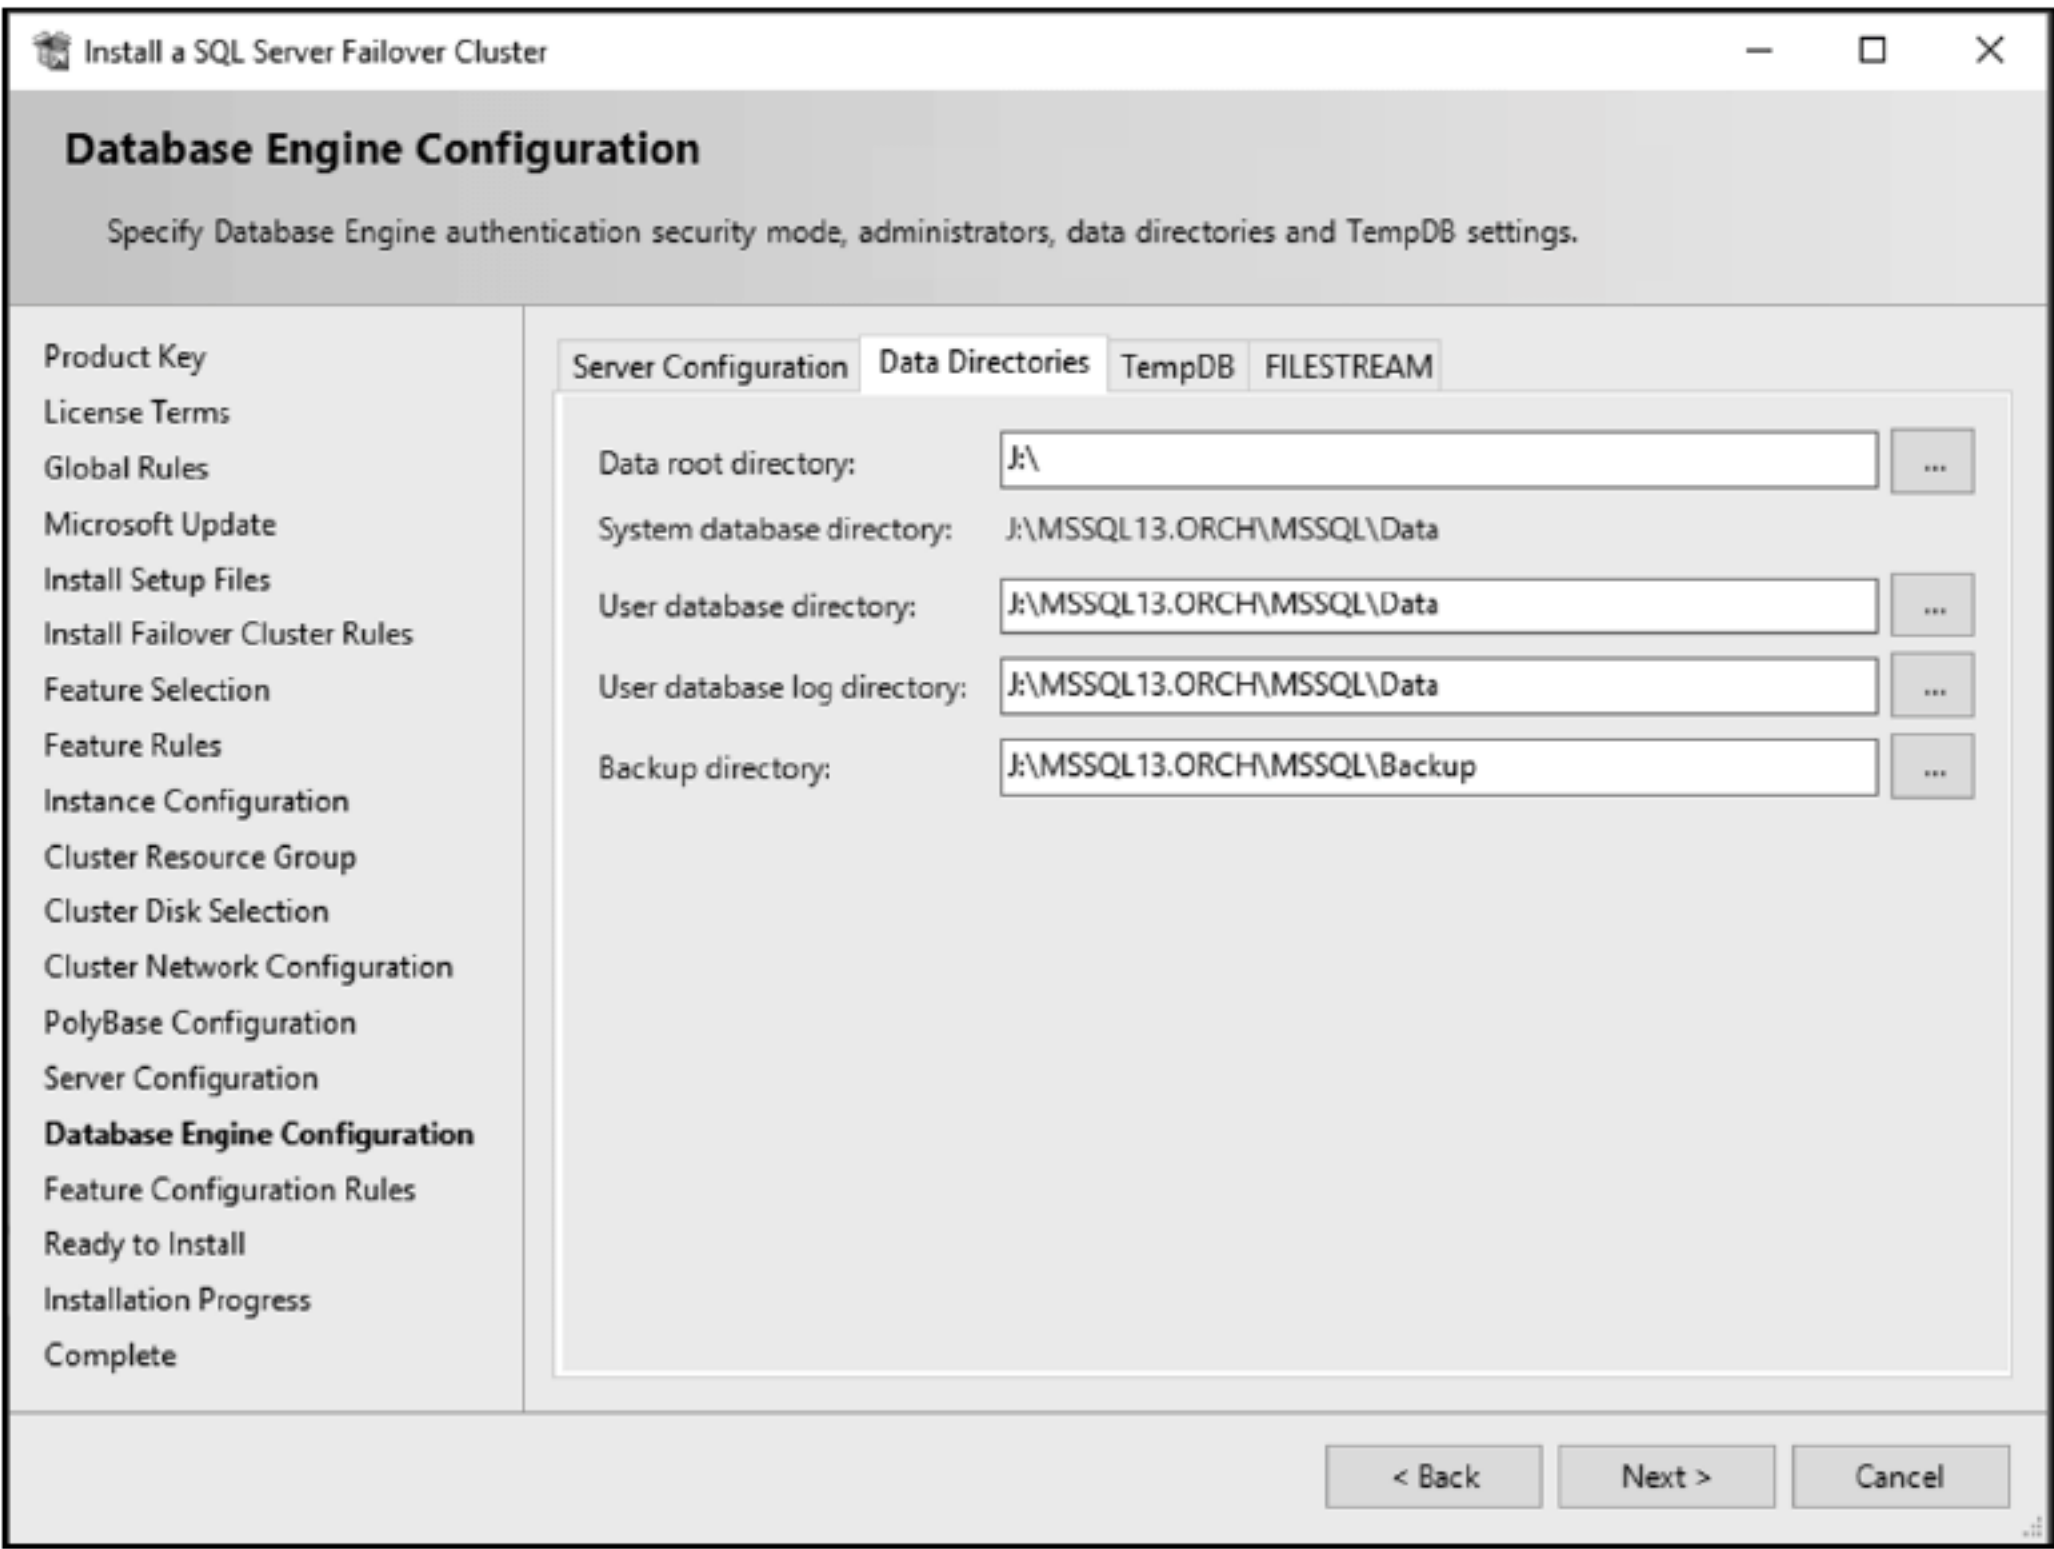 Install a SQL Server Failover Cluster
Database Engine Configuration
Specify Database Engine authentication security mode, administrators, data directories and TempDB settings.
Product Key
License Terms
Global Rules
Microsoft Update
Install Setup Files
Install Failover Cluster Rules
Feature Selection
Feature Rules
Instance Configuration
Cluster Resource Group
Cluster Disk Selection
Cluster Network Configuration
PolyBase Configuration
Server Configuration
Database Engine Configuration
Feature Configuration Rules
Ready to Install
Installation Progress
Complete
Server Configuration Data Directories TempDB FILESTREAM
Data root directory: J:\ ...
System database directory: J:\MSSQL13.ORCH\MSSQL\Data
User database directory: J:\MSSQL13.ORCH\MSSQL\Data ...
User database log directory: J:\MSSQL13.ORCH\MSSQL\Data ...
Backup directory: J:\MSSQL13.ORCH\MSSQL\Backup ...
< Back Next > Cancel